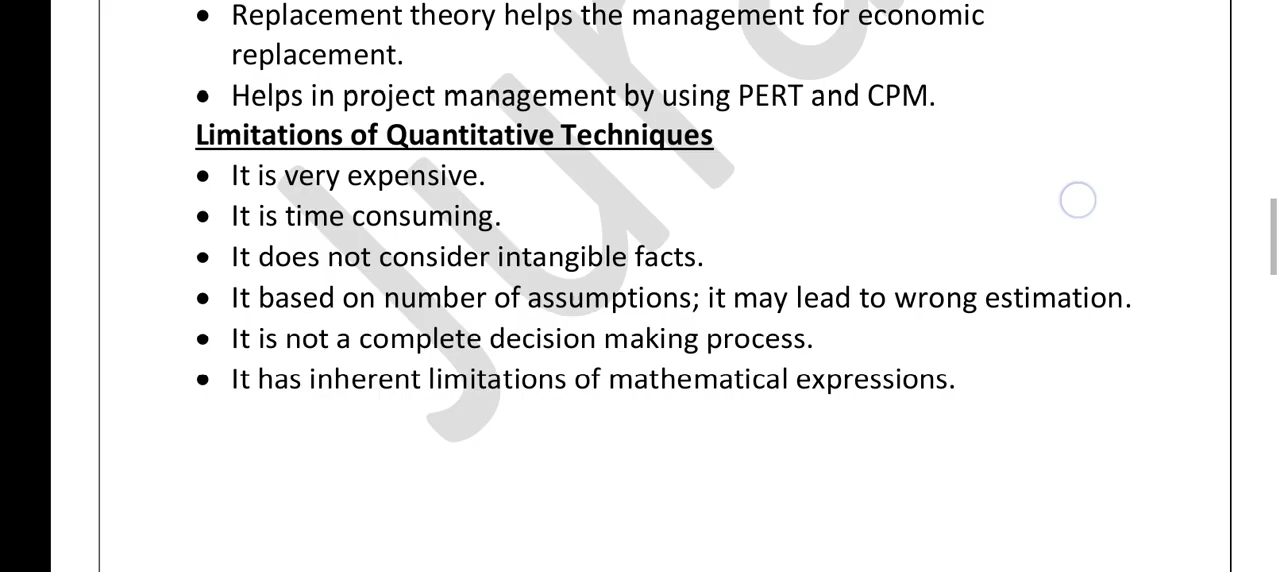 • Replacement theory helps the management for economic
replacement.
• Helps in project management by using PERT and CPM.
Limitations of Quantitative Techniques
• It is very expensive.
• It is time consuming.
• It does not consider intangible facts.
• It based on number of assumptions; it may lead to wrong estimation.
• It is not a complete decision making process.
• It has inherent limitations of mathematical expressions.